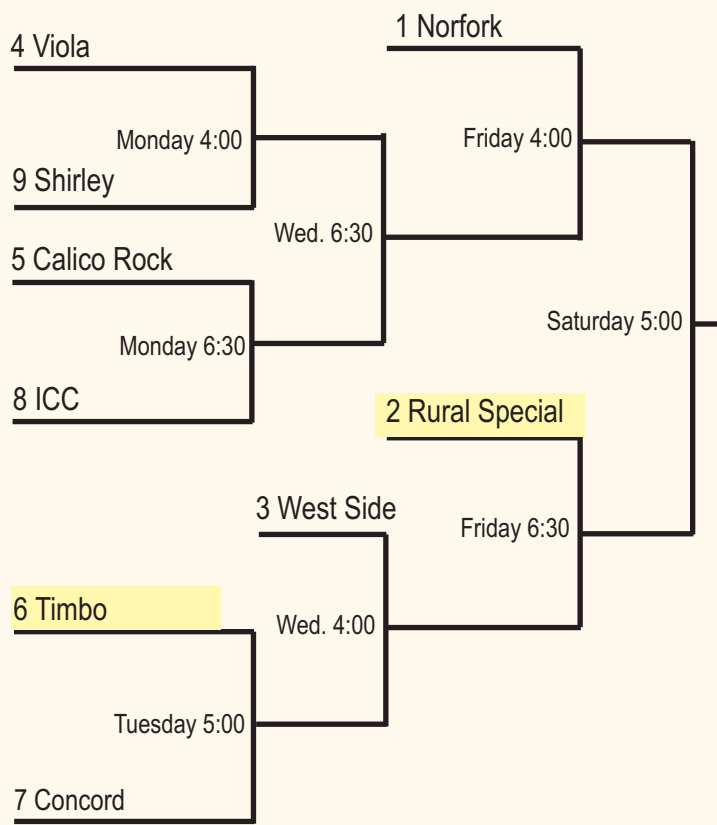 4 Viola
1 Norfork
Monday 4:00
Friday 4:00
9 Shirley
Wed. 6:30
5 Calico Rock
Monday 6:30
Saturday 5:00
8 ICC
2 Rural Special
3 West Side
Friday 6:30
6 Timbo
Wed. 4:00
Tuesday 5:00
7 Concord